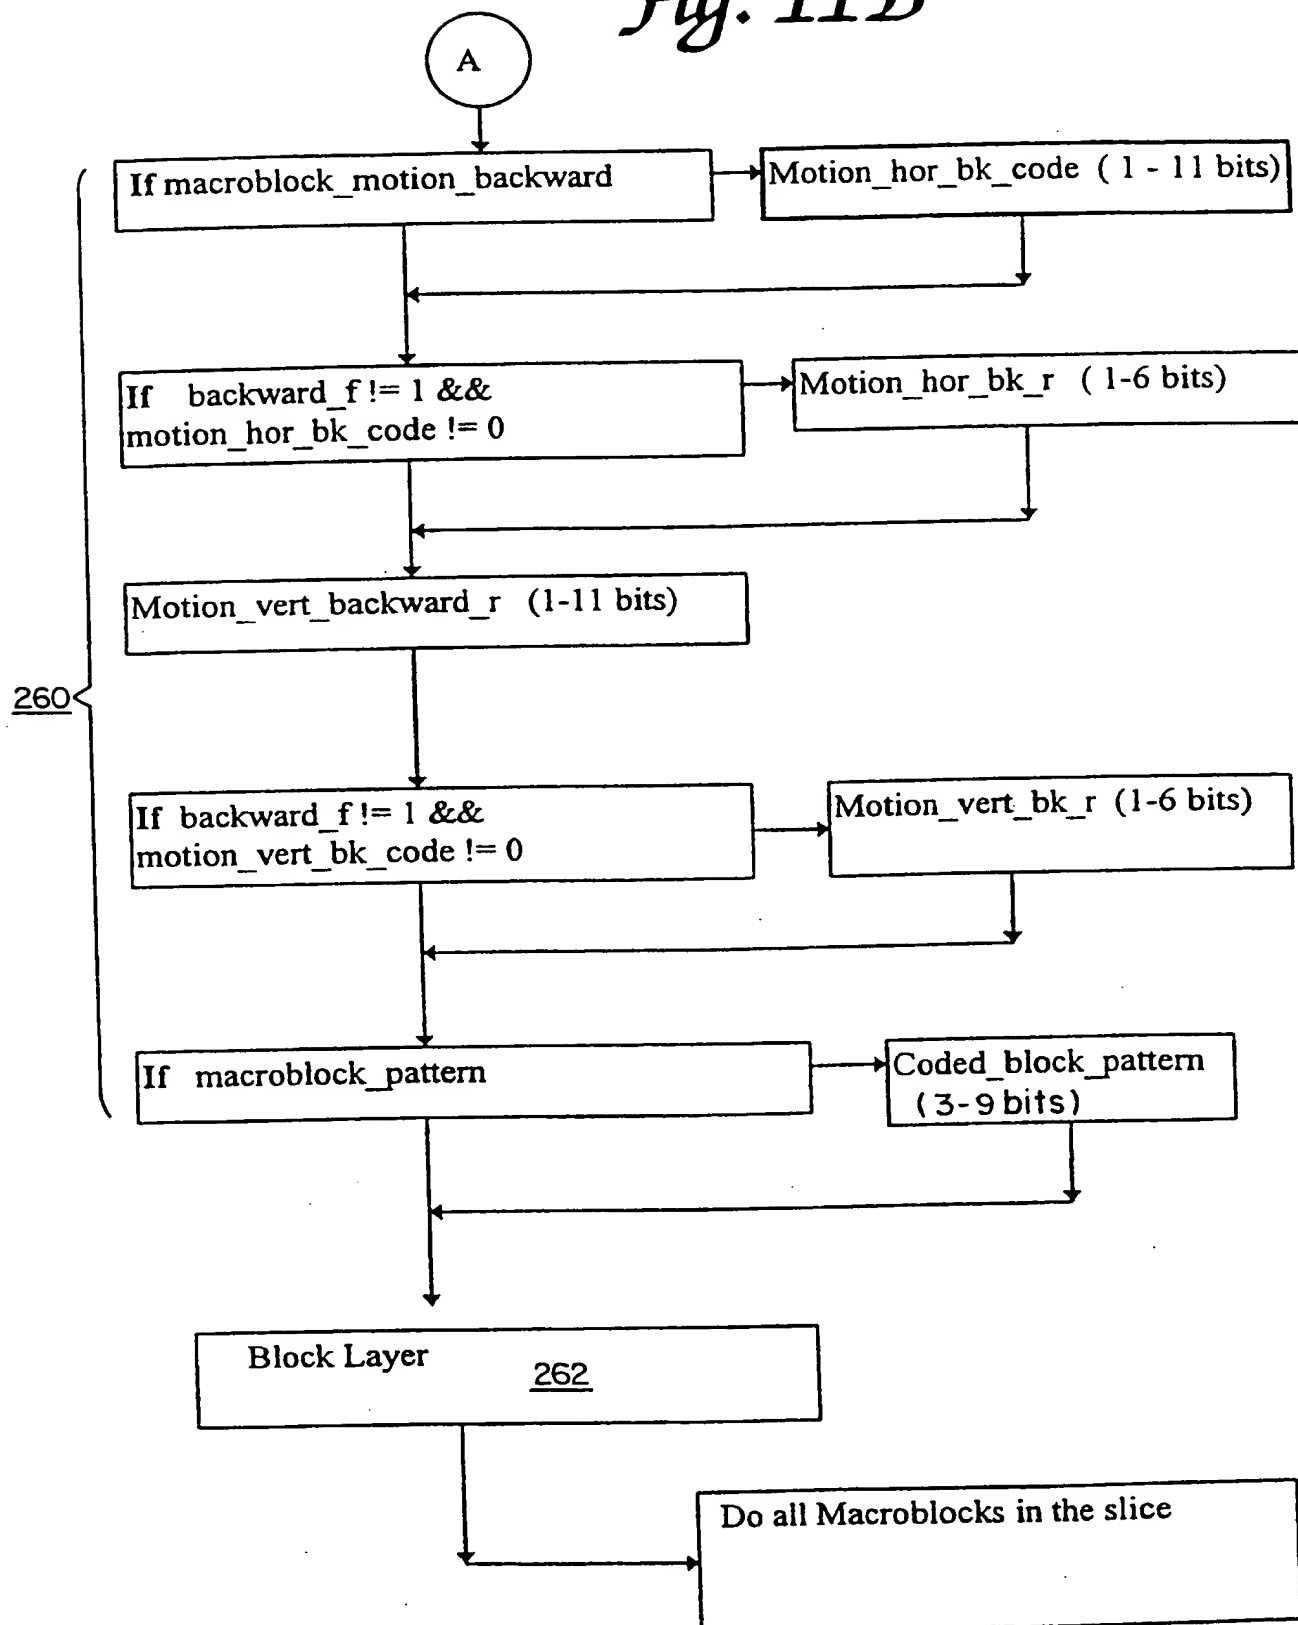 Fig. 11B
A
If macroblock_motion_backward
Motion_hor_bk_code ( 1 - 11 bits)
If backward_f != 1 &&
motion_hor_bk_code != 0
Motion_hor_bk_r ( 1-6 bits)
Motion_vert_backward_r (1-11 bits)
260
If backward_f != 1 &&
motion_vert_bk_code != 0
Motion_vert_bk_r (1-6 bits)
If macroblock_pattern
Coded_block_pattern
(3-9 bits)
Block Layer
262
Do all Macroblocks in the slice